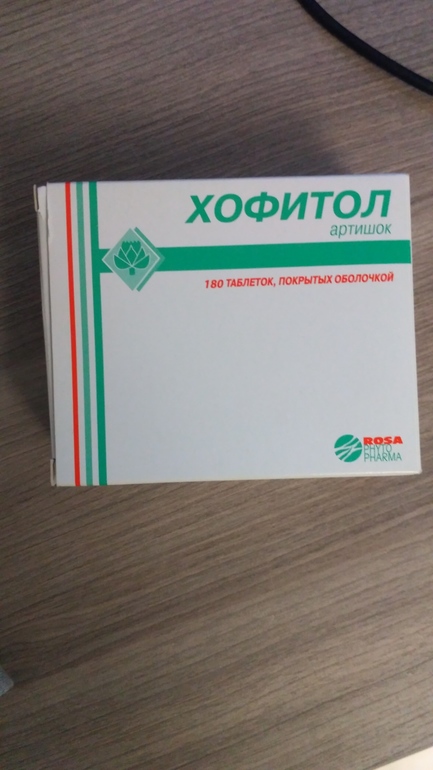 ХОФИТОЛ
артишок
180 ТАБЛЕТОК, ПОКРЫТЫХ ОБОЛОЧКОЙ
ROSA
PHYTO
PHARMA